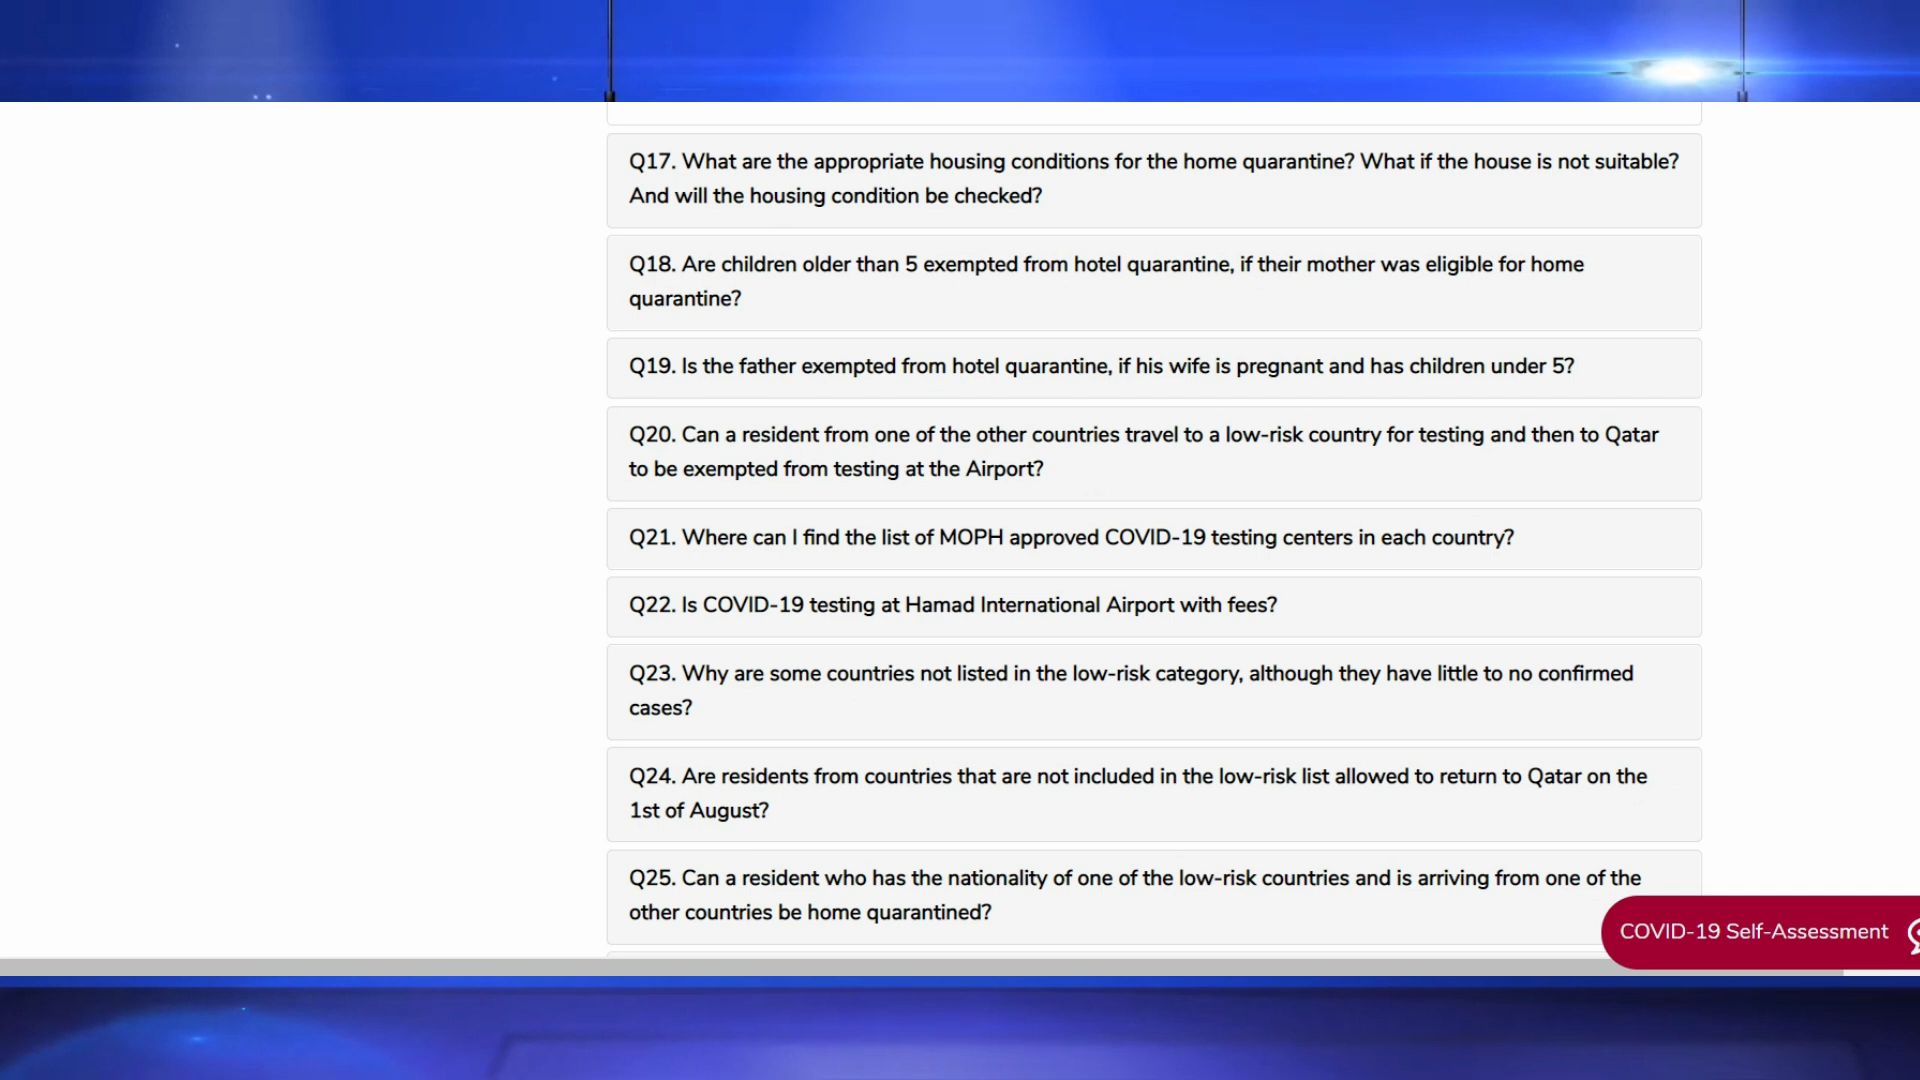 Q17. What are the appropriate housing conditions for the home quarantine? What if the house is not suitable?
And will the housing condition be checked?
Q18. Are children older than 5 exempted from hotel quarantine, if their mother was eligible for home
quarantine?
Q19. Is the father exempted from hotel quarantine, if his wife is pregnant and has children under 5?
Q20. Can a resident from one of the other countries travel to a low-risk country for testing and then to Qatar
to be exempted from testing at the Airport?
Q21. Where can I find the list of MOPH approved COVID-19 testing centers in each country?
Q22. Is COVID-19 testing at Hamad International Airport with fees?
Q23. Why are some countries not listed in the low-risk category, although they have little to no confirmed
cases?
Q24. Are residents from countries that are not included in the low-risk list allowed to return to Qatar on the
1st of August?
Q25. Can a resident who has the nationality of one of the low-risk countries and is arriving from one of the
other countries be home quarantined?
COVID-19 Self-Assessment